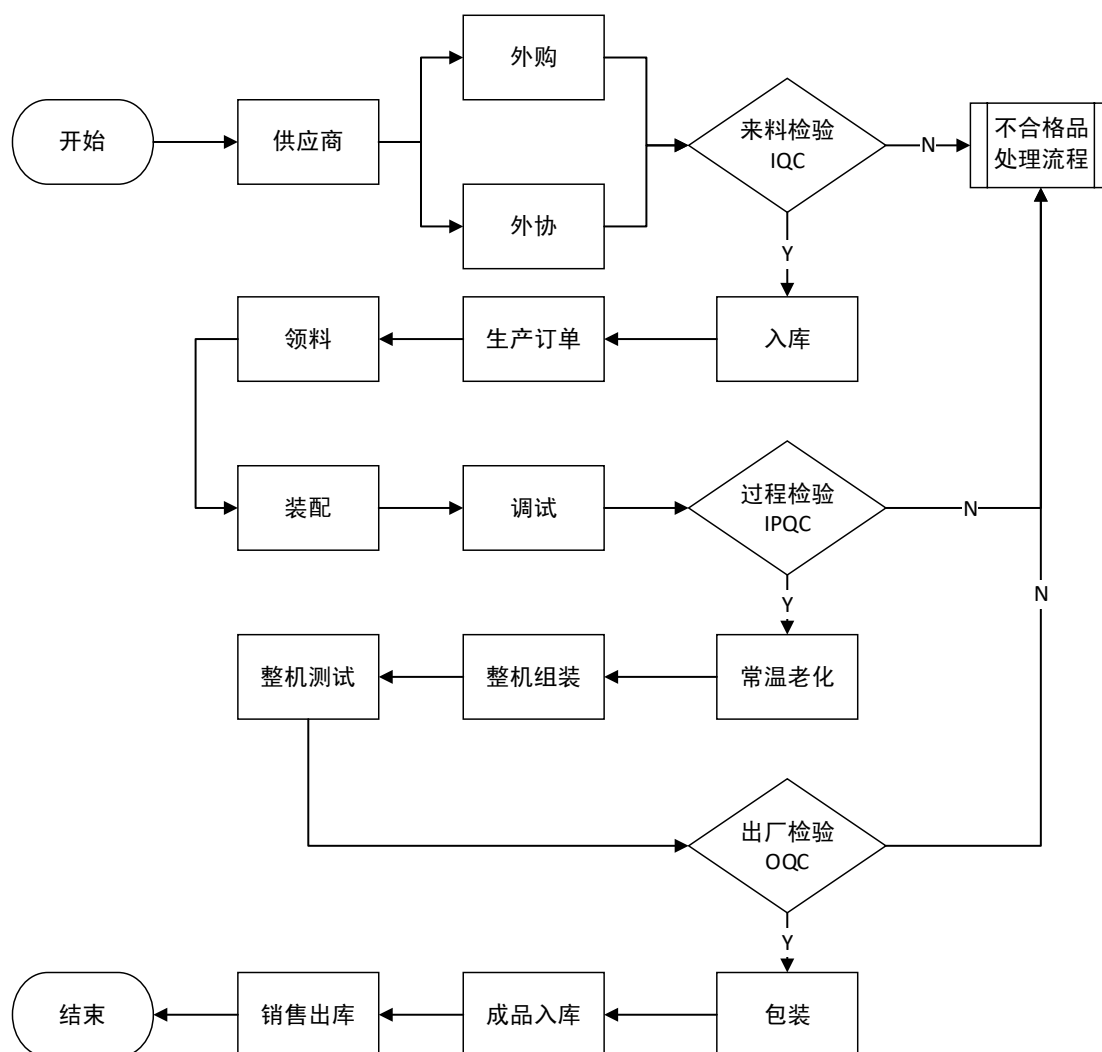 外购
开始
供应商
来料检验
IQC
N
不合格品
处理流程
外协
Y
领料
生产订单
入库
装配
调试
过程检验
IPQC
N
Y
N
整机测试
整机组装
常温老化
出厂检验
OQC
Y
结束
销售出库
成品入库
包装